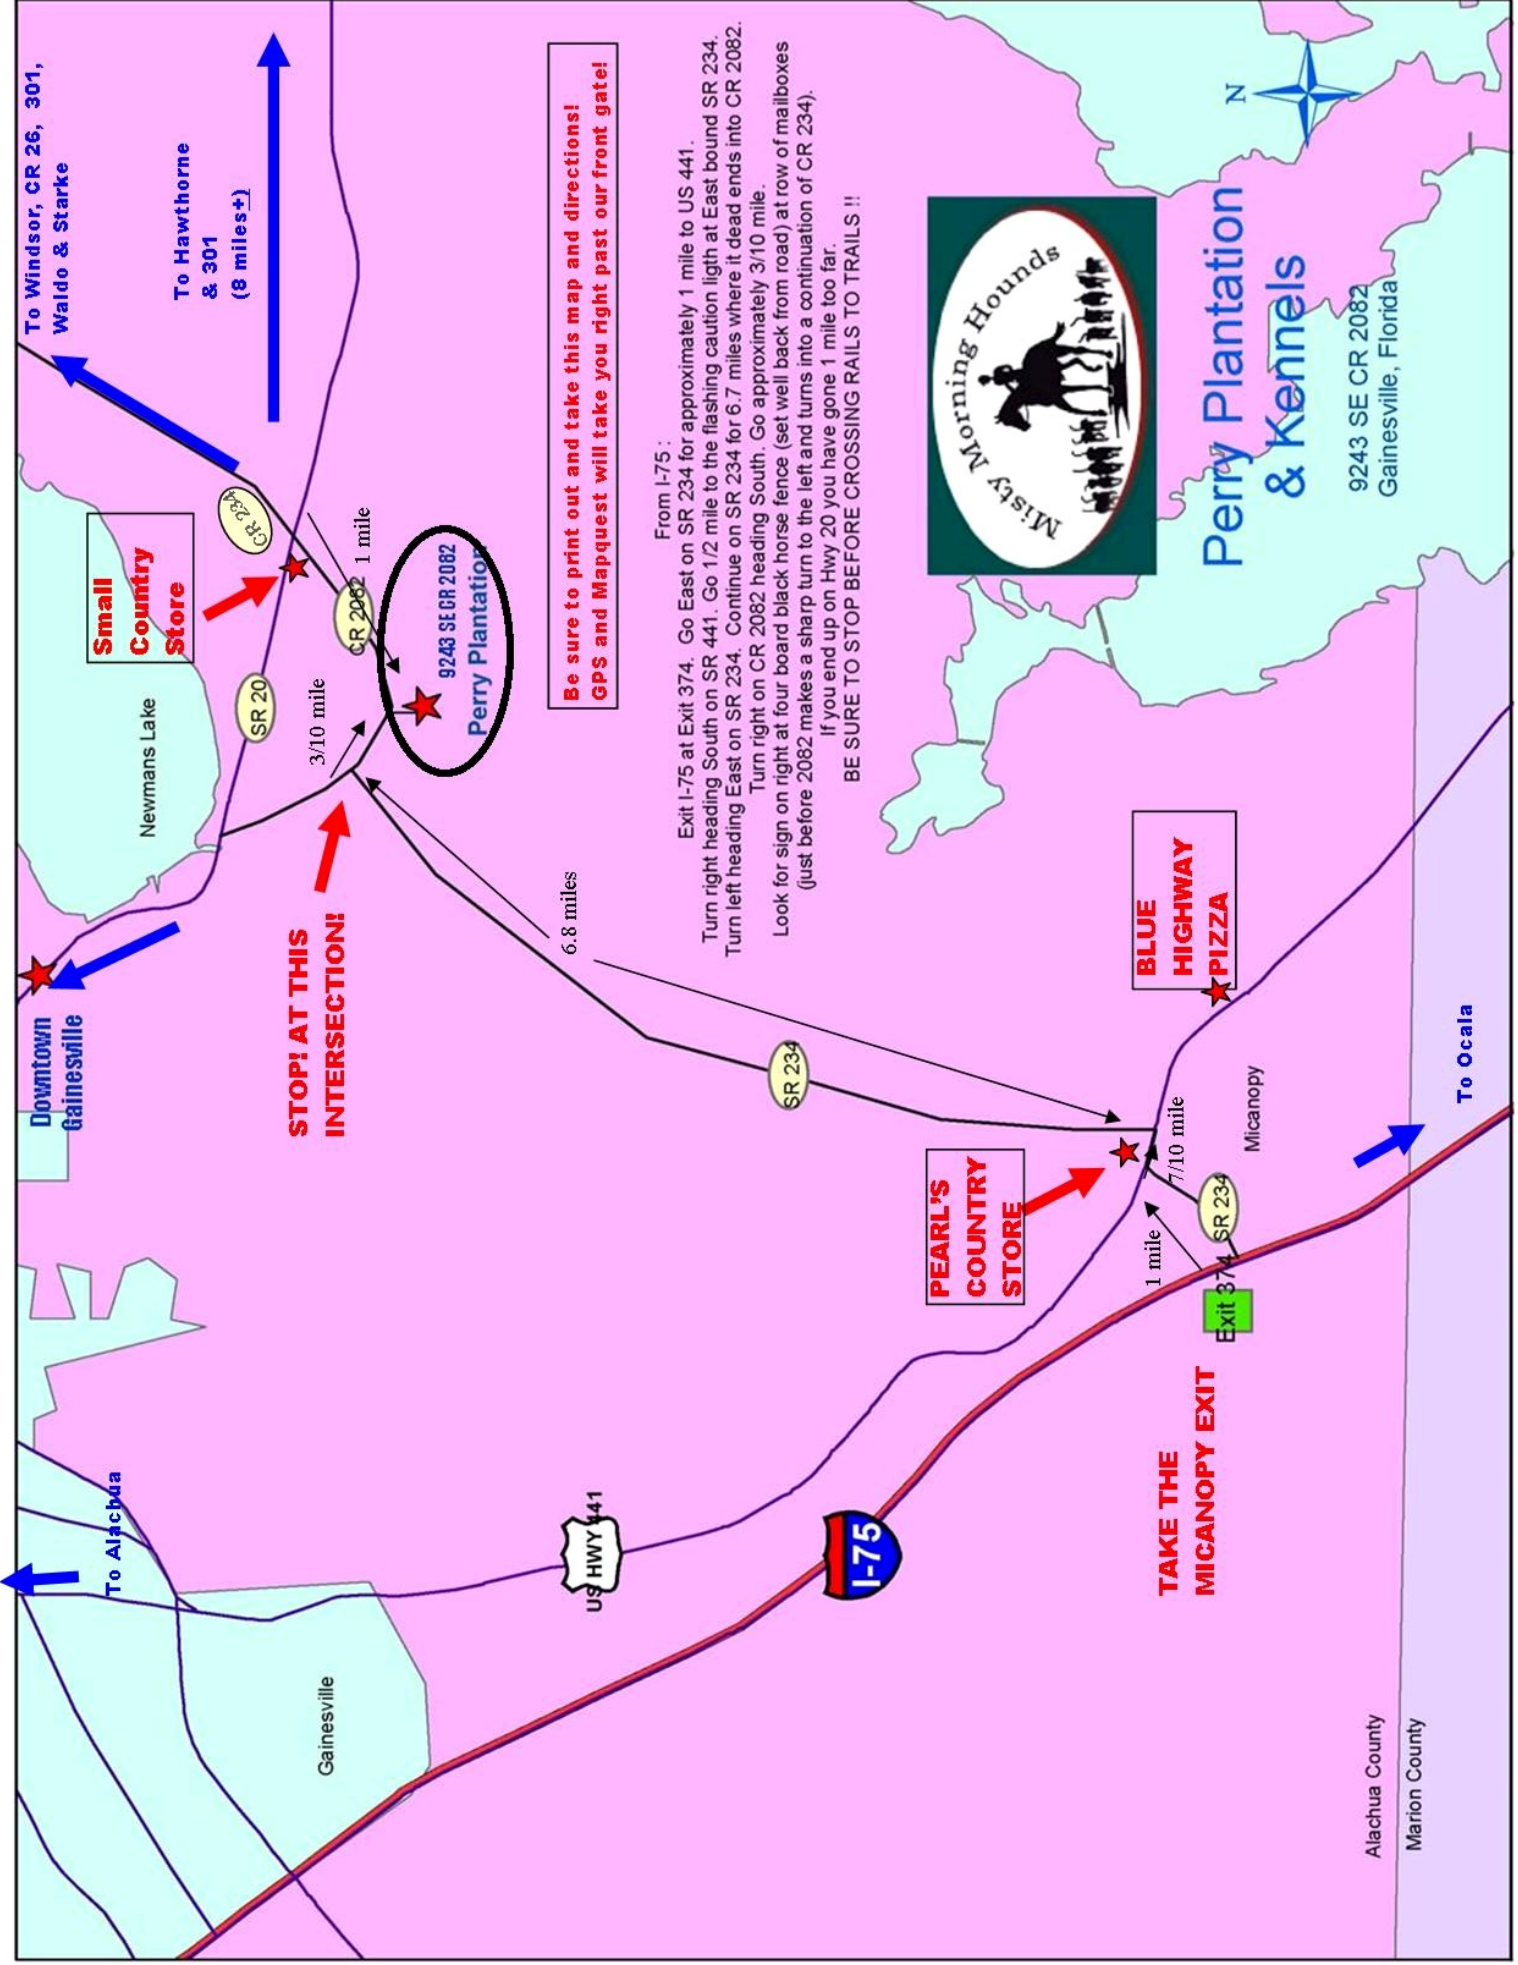 Downtown
Gainesville
To Alachua
Gainesville
Newmans Lake
Small
Country
Store
To Windsor, CR 26, 301,
Waldo & Starke
To Hawthorne
& 301
(8 miles+)
CR 234
SR 20
CR 2082
1 mile
3/10 mile
9243 SE CR 2082
Perry Plantation
STOP! AT THIS
INTERSECTION!
6.8 miles
SR 234
Be sure to print out and take this map and directions!
GPS and Mapquest will take you right past our front gate!
From I-75 :
Exit I-75 at Exit 374. Go East on SR 234 for approximately 1 mile to US 441.
Turn right heading South on SR 441. Go 1/2 mile to the flashing caution ligth at East bound SR 234.
Turn left heading East on SR 234. Continue on SR 234 for 6.7 miles where it dead ends into CR 2082.
Turn right on CR 2082 heading South. Go approximately 3/10 mile.
Look for sign on right at four board black horse fence (set well back from road) at row of mailboxes
(just before 2082 makes a sharp turn to the left and turns into a continuation of CR 234).
If you end up on Hwy 20 you have gone 1 mile too far.
BE SURE TO STOP BEFORE CROSSING RAILS TO TRAILS !!
US HWY 441
I-75
PEARL'S
COUNTRY
STORE
BLUE
HIGHWAY
PIZZA
1 mile
7/10 mile
SR 234
Exit 374
Micanopy
TAKE THE
MICANOPY EXIT
To Ocala
Alachua County
Marion County
Misty Morning Hounds
Perry Plantation
& Kennels
9243 SE CR 2082
Gainesville, Florida
N